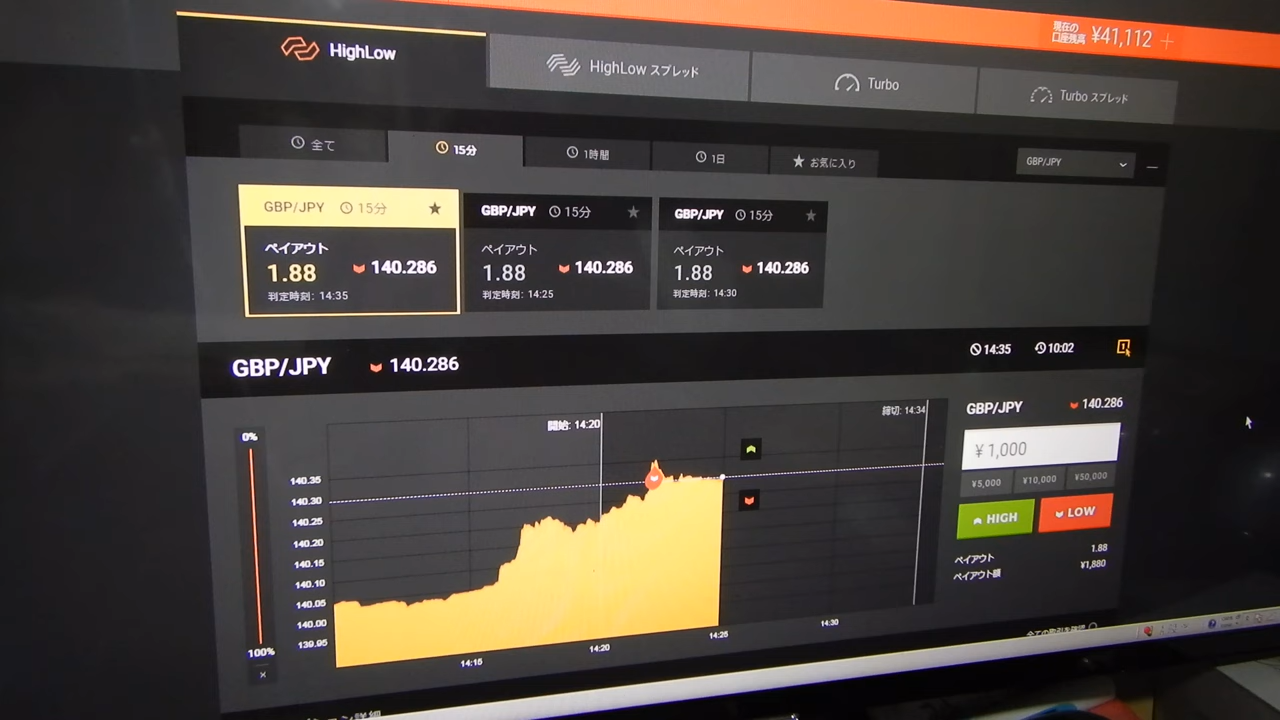 現在の
口座残高 ¥41,112 +
HighLow
HighLow スプレッド
Turbo
Turbo スプレッド
全て
15分
1時間
1日
お気に入り
GBP/JPY
GBP/JPY 15分
ペイアウト
1.88 140.286
判定時刻: 14:35
GBP/JPY 15分
ペイアウト
1.88 140.286
判定時刻: 14:25
GBP/JPY 15分
ペイアウト
1.88 140.286
判定時刻: 14:30
GBP/JPY 140.286
14:35 10:02
0%
100%
×
140.35
140.30
140.25
140.20
140.15
140.10
140.05
140.00
139.95
開始: 14:20
締切: 14:34
14:15
14:20
14:25
14:30
GBP/JPY 140.286
¥ 1,000
¥5,000 ¥10,000 ¥50,000
HIGH LOW
ペイアウト 1.88
ペイアウト額 ¥1,880
全ての取引を確認